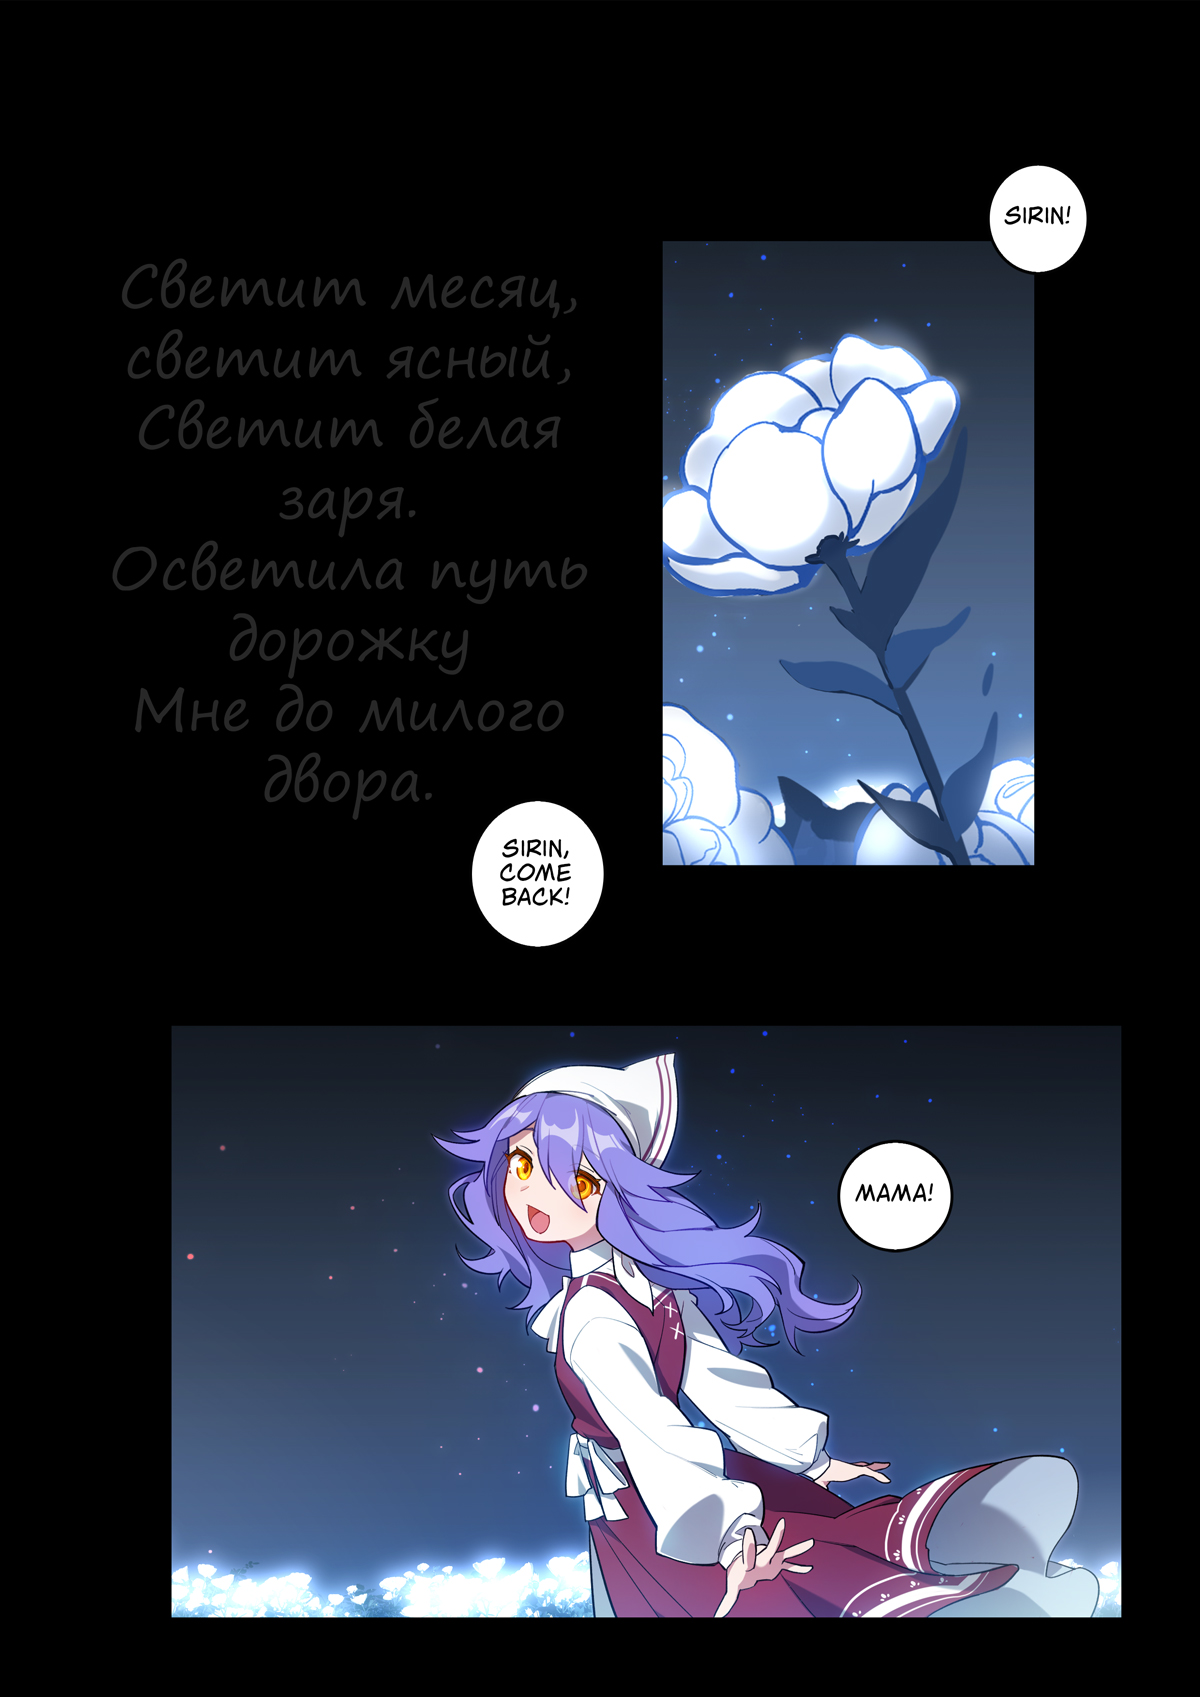 SIRIN!
Светит месяц,
светит ясный,
Светит белая
заря.
Осветила путь
дорожку
Мне до милого
двора.
SIRIN,
COME
BACK!
MAMA!